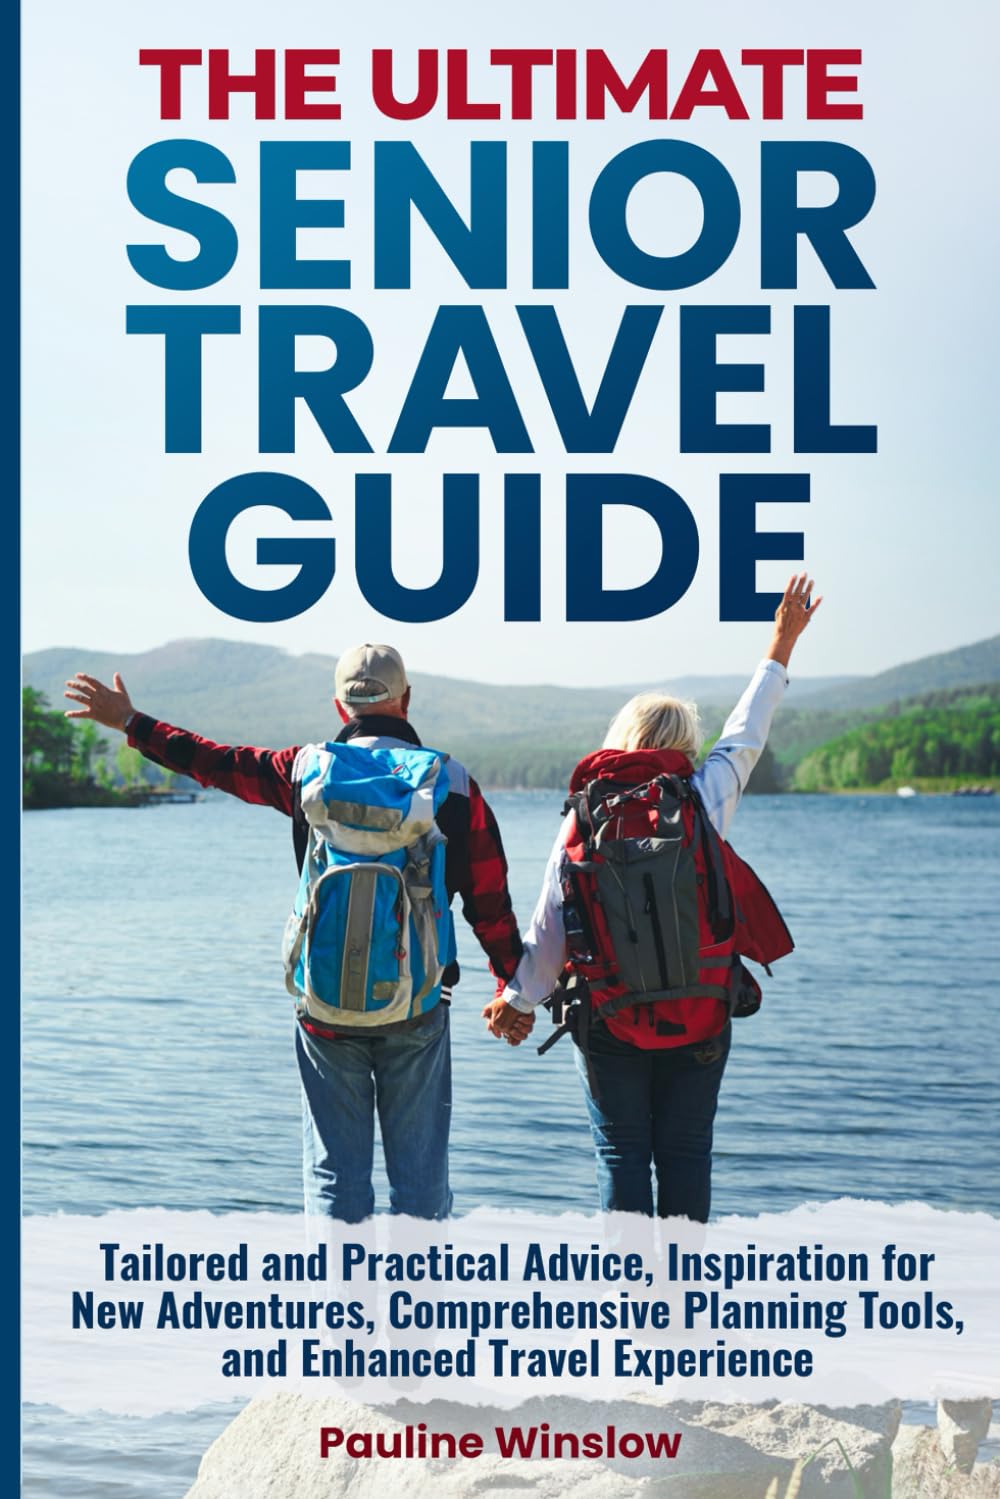 THE ULTIMATE
SENIOR
TRAVEL
GUIDE
Tailored and Practical Advice, Inspiration for
New Adventures, Comprehensive Planning Tools,
and Enhanced Travel Experience
Pauline Winslow